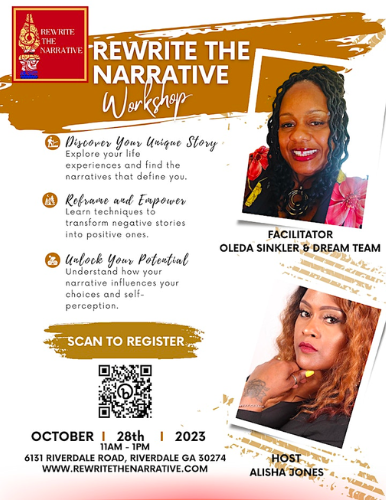 REWRITE
THE
NARRATIVE
REWRITE THE
NARRATIVE
Workshop
Discover Your Unique Story
Explore your life
experiences and find the
narratives that define you.
Reframe and Empower
Learn techniques to
transform negative stories
into positive ones.
Unlock Your Potential
Understand how your
narrative influences your
choices and self-
perception.
FACILITATOR
OLEDA SINKLER & DREAM TEAM
SCAN TO REGISTER
OCTOBER | 28th | 2023
11AM - 1PM
6131 RIVERDALE ROAD, RIVERDALE GA 30274
WWW.REWRITETHENARRATIVE.COM
HOST
ALISHA JONES